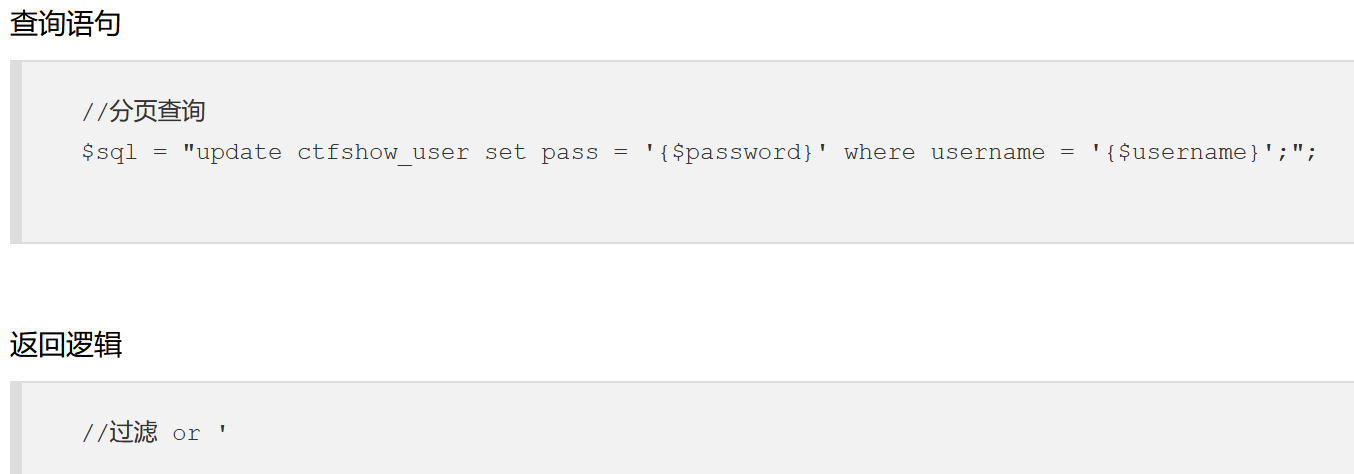 查询语句
//分页查询
$sql = "update ctfshow_user set pass = '{$password}' where username = '{$username}';";
返回逻辑
//过滤 or '